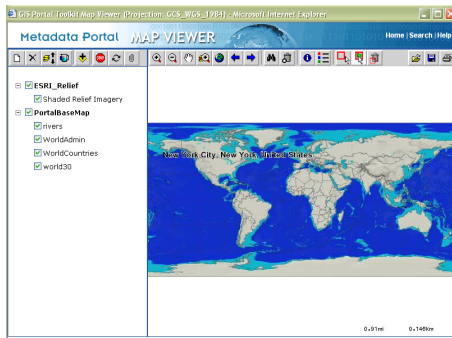 GIS Portal Toolkit Map Viewer (Projection: GCS_WGS_1984) - Microsoft Internet Explorer
Metadata Portal MAP VIEWER Home | Search | Help
ESRI_Relief
Shaded Relief Imagery
PortalBaseMap
rivers
WorldAdmin
WorldCountries
world30
New York City, New York, United States
0.91mi 0.146km